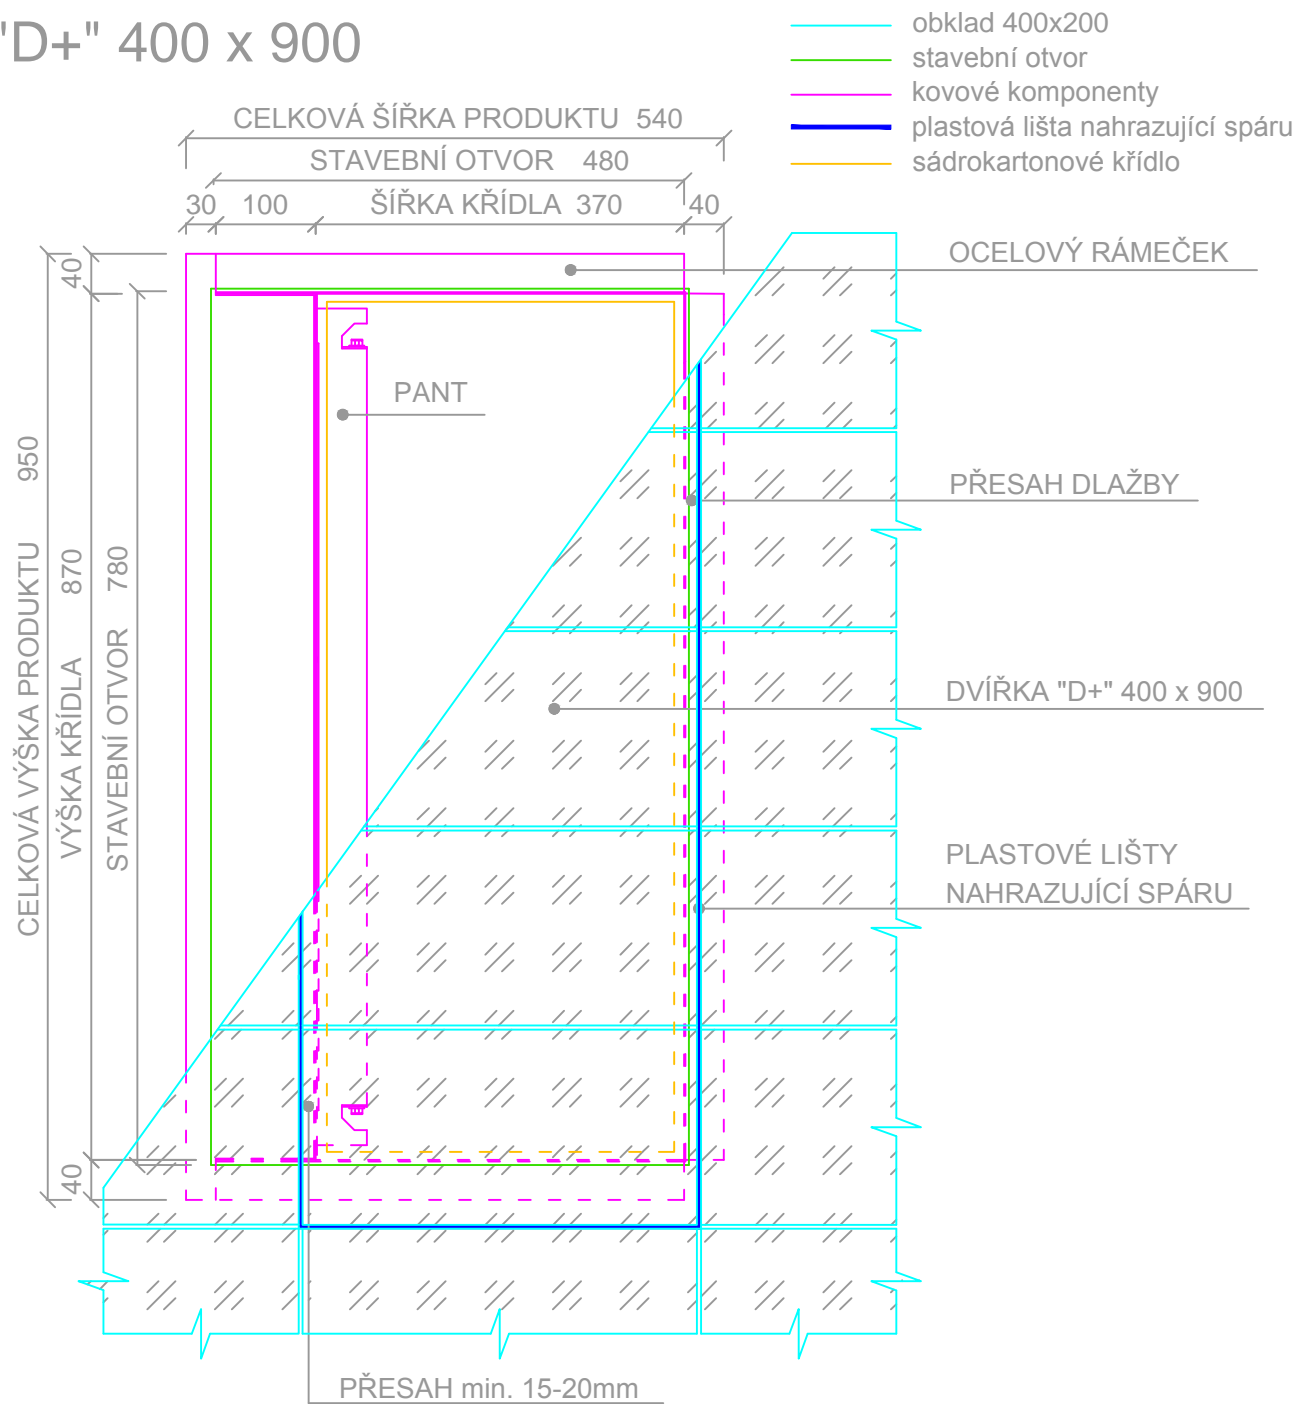 "D+" 400 x 900
obklad 400x200
stavební otvor
kovové komponenty
plastová lišta nahrazující spáru
sádrokartonové křídlo
CELKOVÁ ŠÍŘKA PRODUKTU 540
STAVEBNÍ OTVOR 480
30 100 ŠÍŘKA KŘÍDLA 370 40
OCELOVÝ RÁMEČEK
PANT
PŘESAH DLAŽBY
DVÍŘKA "D+" 400 x 900
PLASTOVÉ LIŠTY
NAHRAZUJÍCÍ SPÁRU
CELKOVÁ VÝŠKA PRODUKTU 950
40 VÝŠKA KŘÍDLA 870 40
STAVEBNÍ OTVOR 780
PŘESAH min. 15-20mm